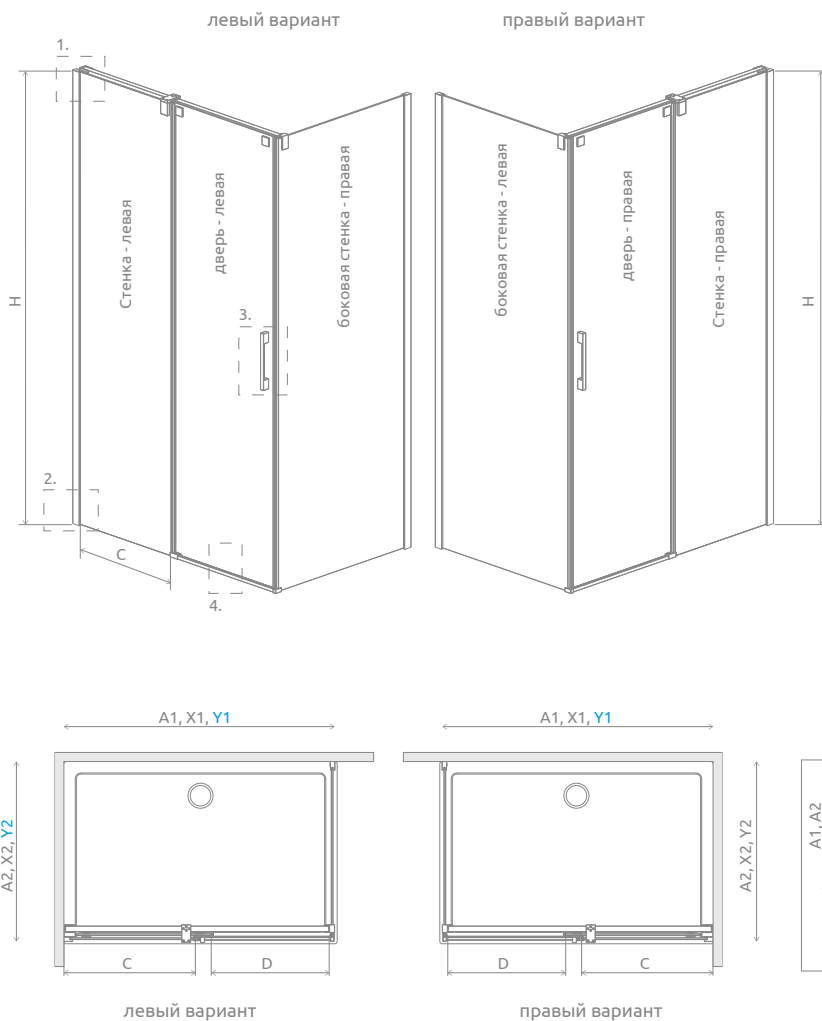 левый вариант
правый вариант
1.
Стенка - левая
дверь - левая
боковая стенка - правая
боковая стенка - левая
дверь - правая
Стенка - правая
H
H
3.
2.
C
4.
A1, X1, Y1
A1, X1, Y1
A2, X2, Y2
A2, X2, Y2
A1, A2
C
D
D
C
левый вариант
правый вариант